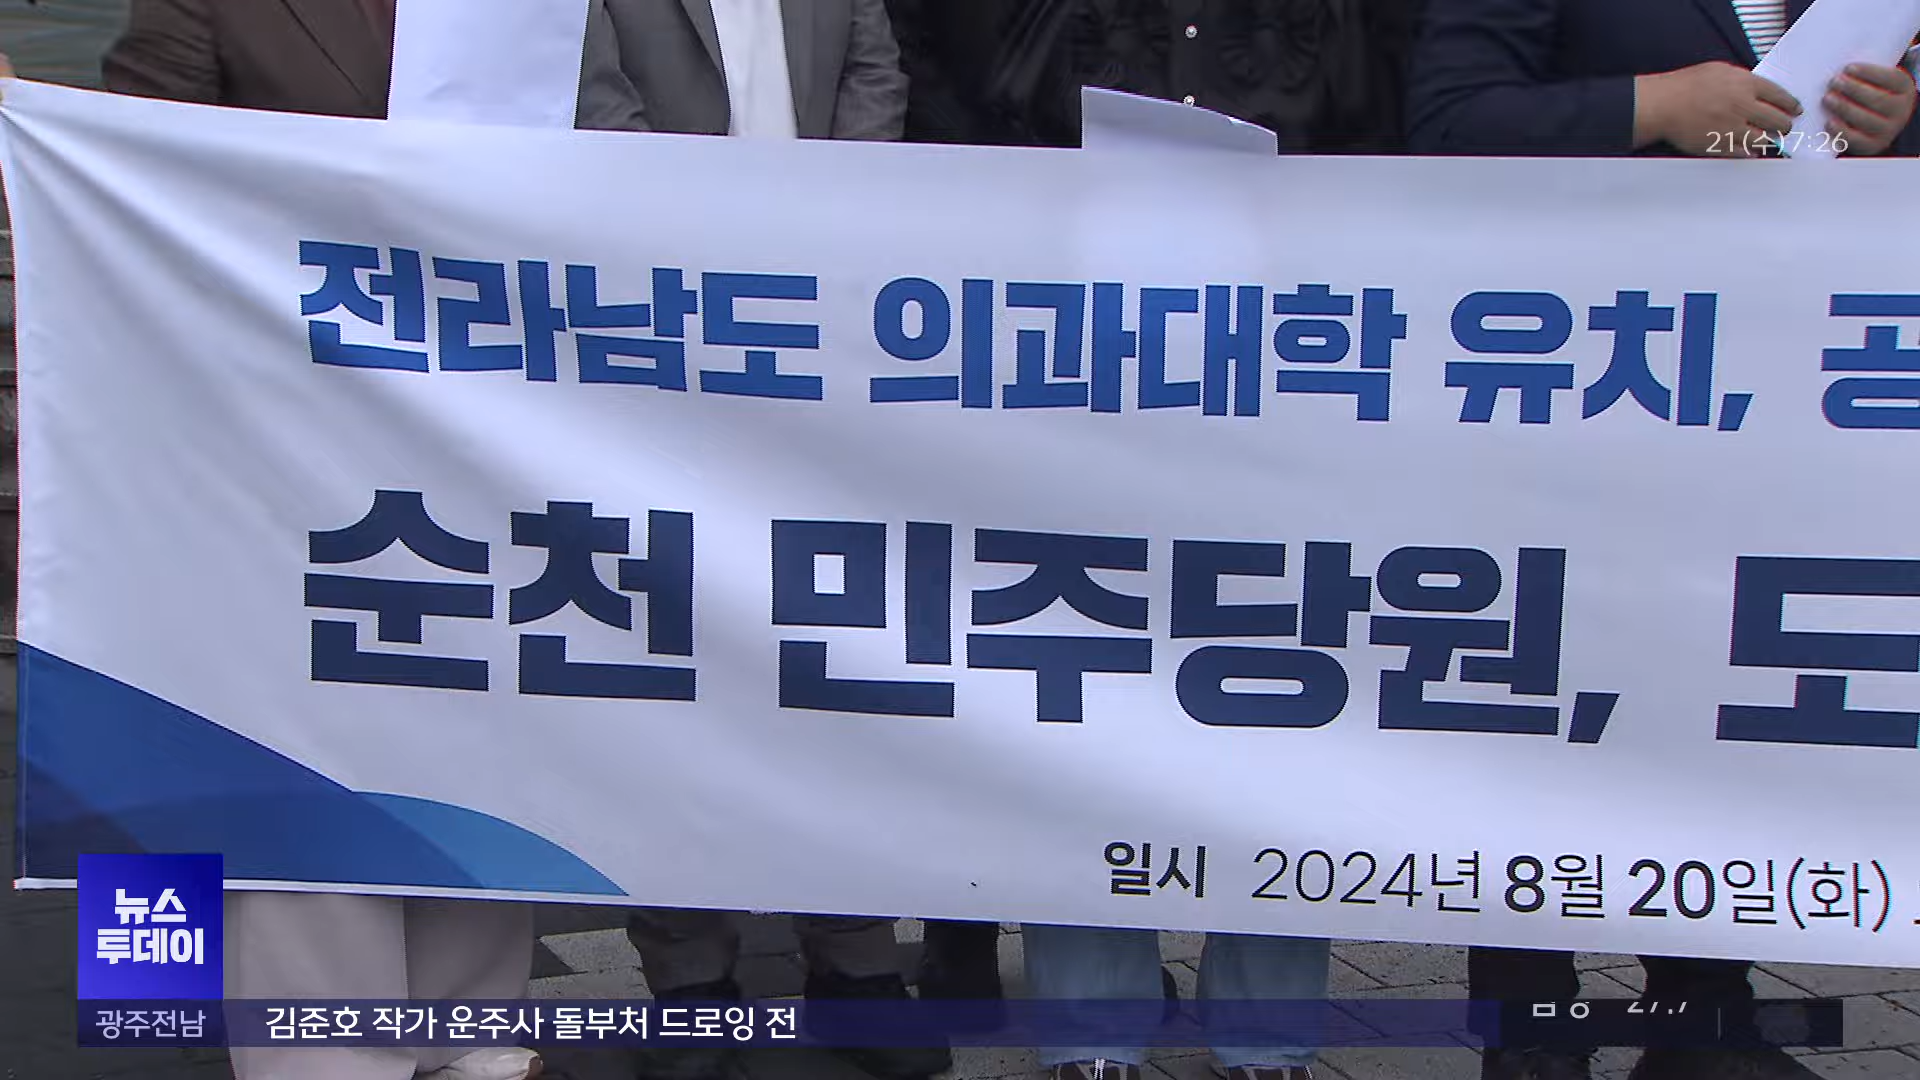 21(수)7:26
전라남도 의과대학 유치,
순천 민주당원,
일시 2024년 8월 20일(화)
뉴스
투데이
광주전남 김준호 작가 운주사 돌부처 드로잉 전